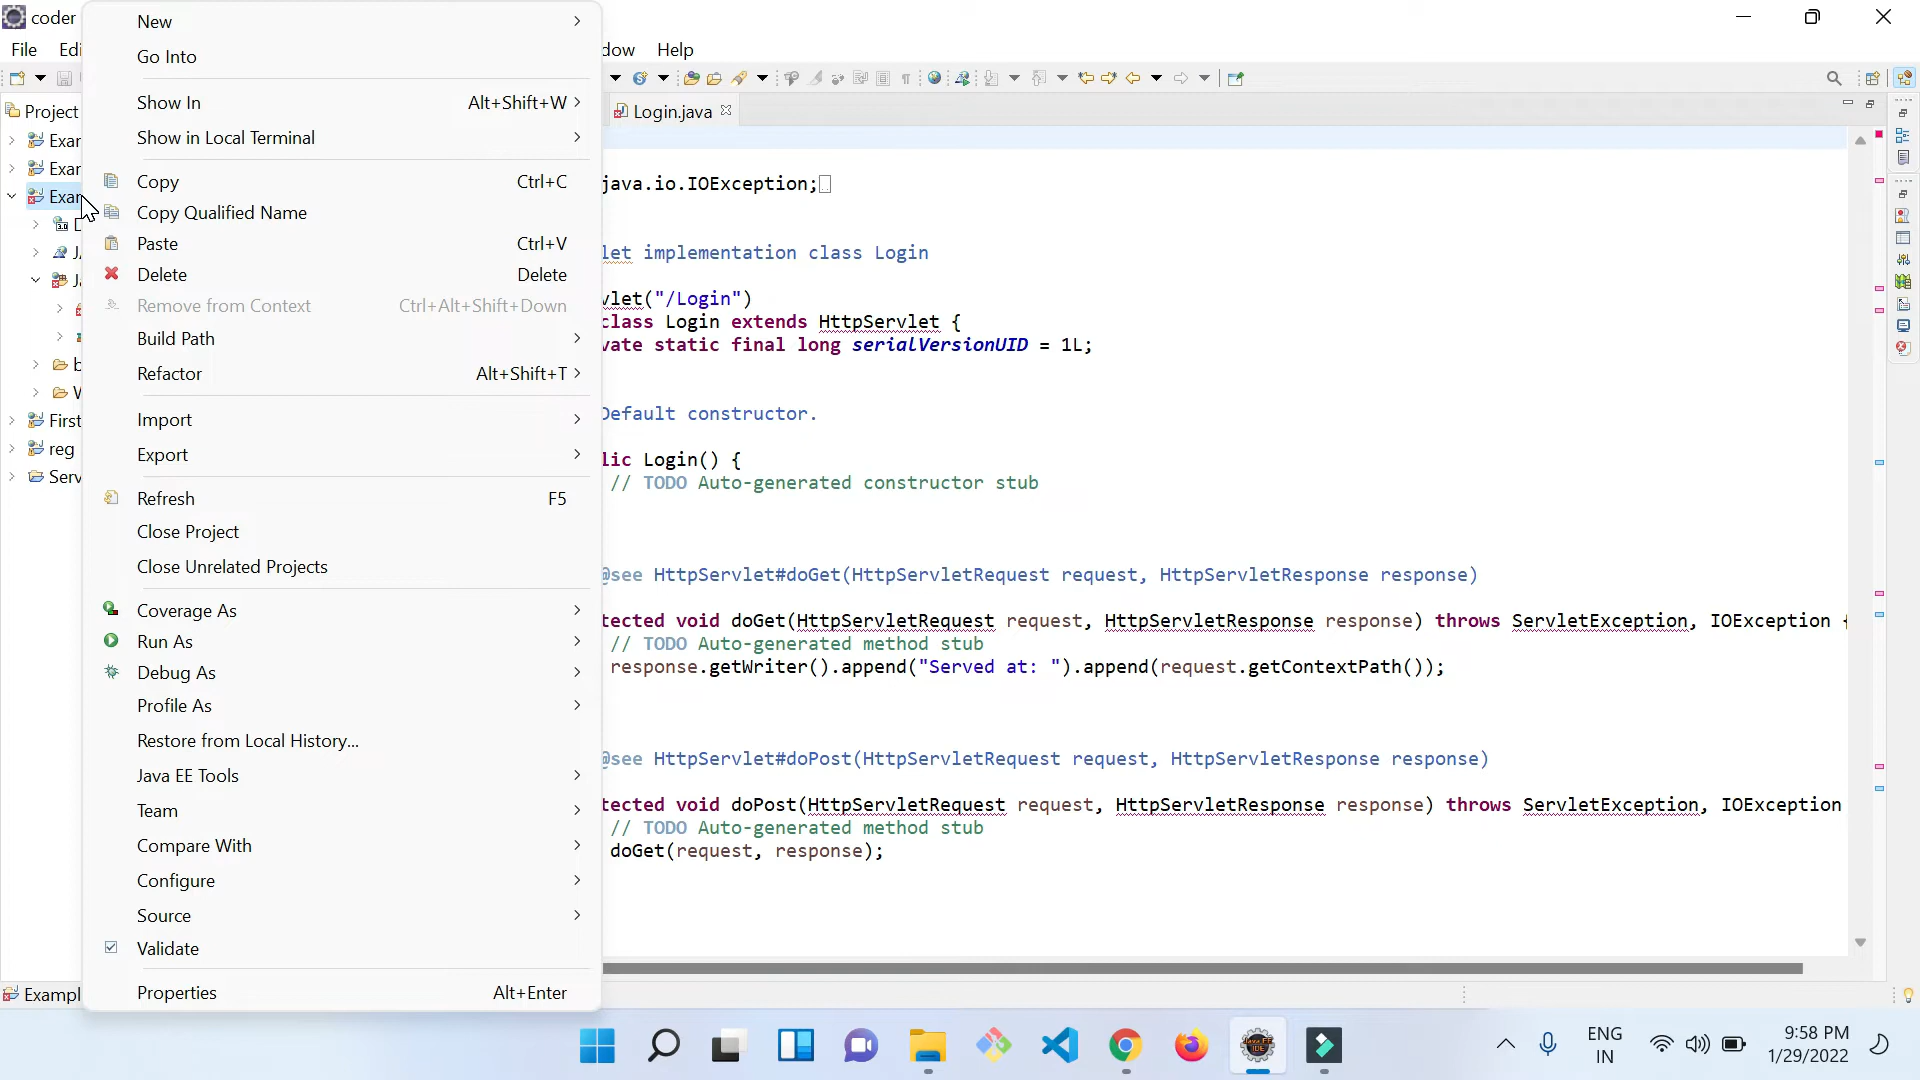 coder
File
Edi
dow
Help
Project
Exar
Exar
Exar
First
reg
Serv
Exampl
New
Go Into
Show In Alt+Shift+W
Show in Local Terminal
Copy Ctrl+C
Copy Qualified Name
Paste Ctrl+V
Delete Delete
Remove from Context Ctrl+Alt+Shift+Down
Build Path
Refactor Alt+Shift+T
Import
Export
Refresh F5
Close Project
Close Unrelated Projects
Coverage As
Run As
Debug As
Profile As
Restore from Local History...
Java EE Tools
Team
Compare With
Configure
Source
Validate
Properties Alt+Enter
Login.java
java.io.IOException;
let implementation class Login
vlet("/Login")
class Login extends HttpServlet {
vate static final long serialVersionUID = 1L;
Default constructor.
lic Login() {
// TODO Auto-generated constructor stub
@see HttpServlet#doGet(HttpServletRequest request, HttpServletResponse response)
tected void doGet(HttpServletRequest request, HttpServletResponse response) throws ServletException, IOException {
// TODO Auto-generated method stub
response.getWriter().append("Served at: ").append(request.getContextPath());
@see HttpServlet#doPost(HttpServletRequest request, HttpServletResponse response)
tected void doPost(HttpServletRequest request, HttpServletResponse response) throws ServletException, IOException
// TODO Auto-generated method stub
doGet(request, response);
ENG
IN
9:58 PM
1/29/2022